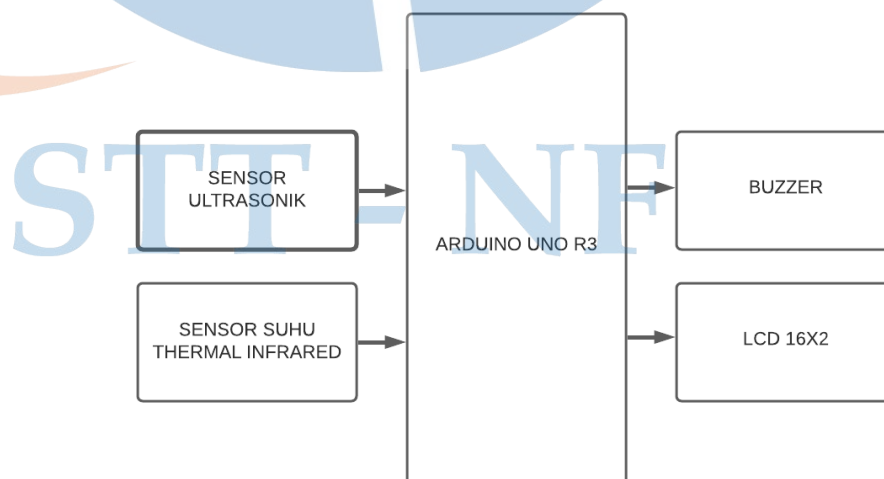 STT - NF
SENSOR
ULTRASONIK
SENSOR SUHU
THERMAL INFRARED
ARDUINO UNO R3
BUZZER
LCD 16X2